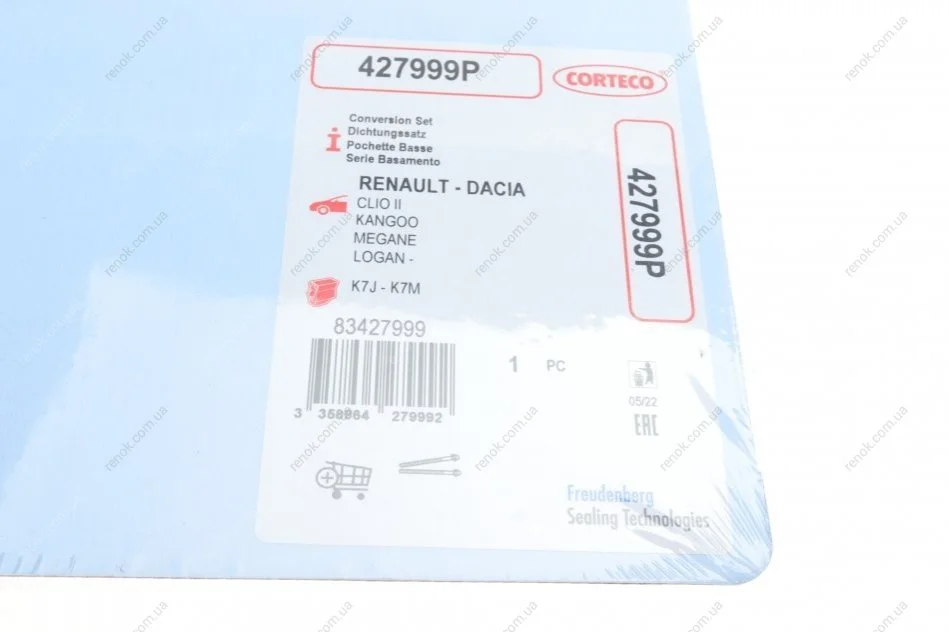 427999P
CORTECO
Conversion Set
Dichtungssatz
Pochette Basse
Serie Basamento
427999P
RENAULT - DACIA
CLIO II
KANGOO
MEGANE
LOGAN -
K7J - K7M
83427999
1 PC
3 358964 279992
05/22
EAC
Freudenberg
Sealing Technologies
renok.com.ua